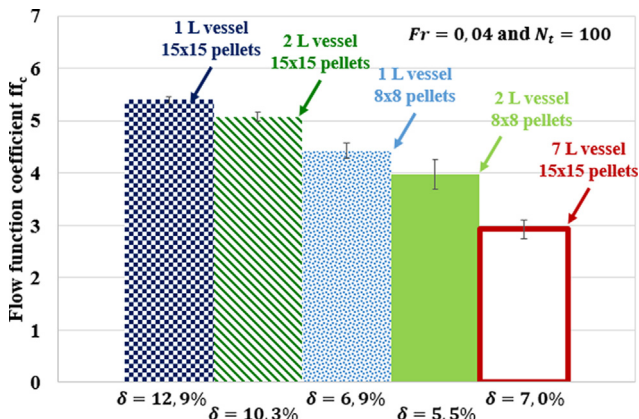 Flow function coefficient ff_c
7
6
5
4
3
2
1
0
1 L vessel
15x15 pellets
2 L vessel
15x15 pellets
Fr = 0, 04 and N_t = 100
1 L vessel
8x8 pellets
2 L vessel
8x8 pellets
7 L vessel
15x15 pellets
δ = 12, 9%
δ = 10, 3%
δ = 6, 9%
δ = 5, 5%
δ = 7, 0%